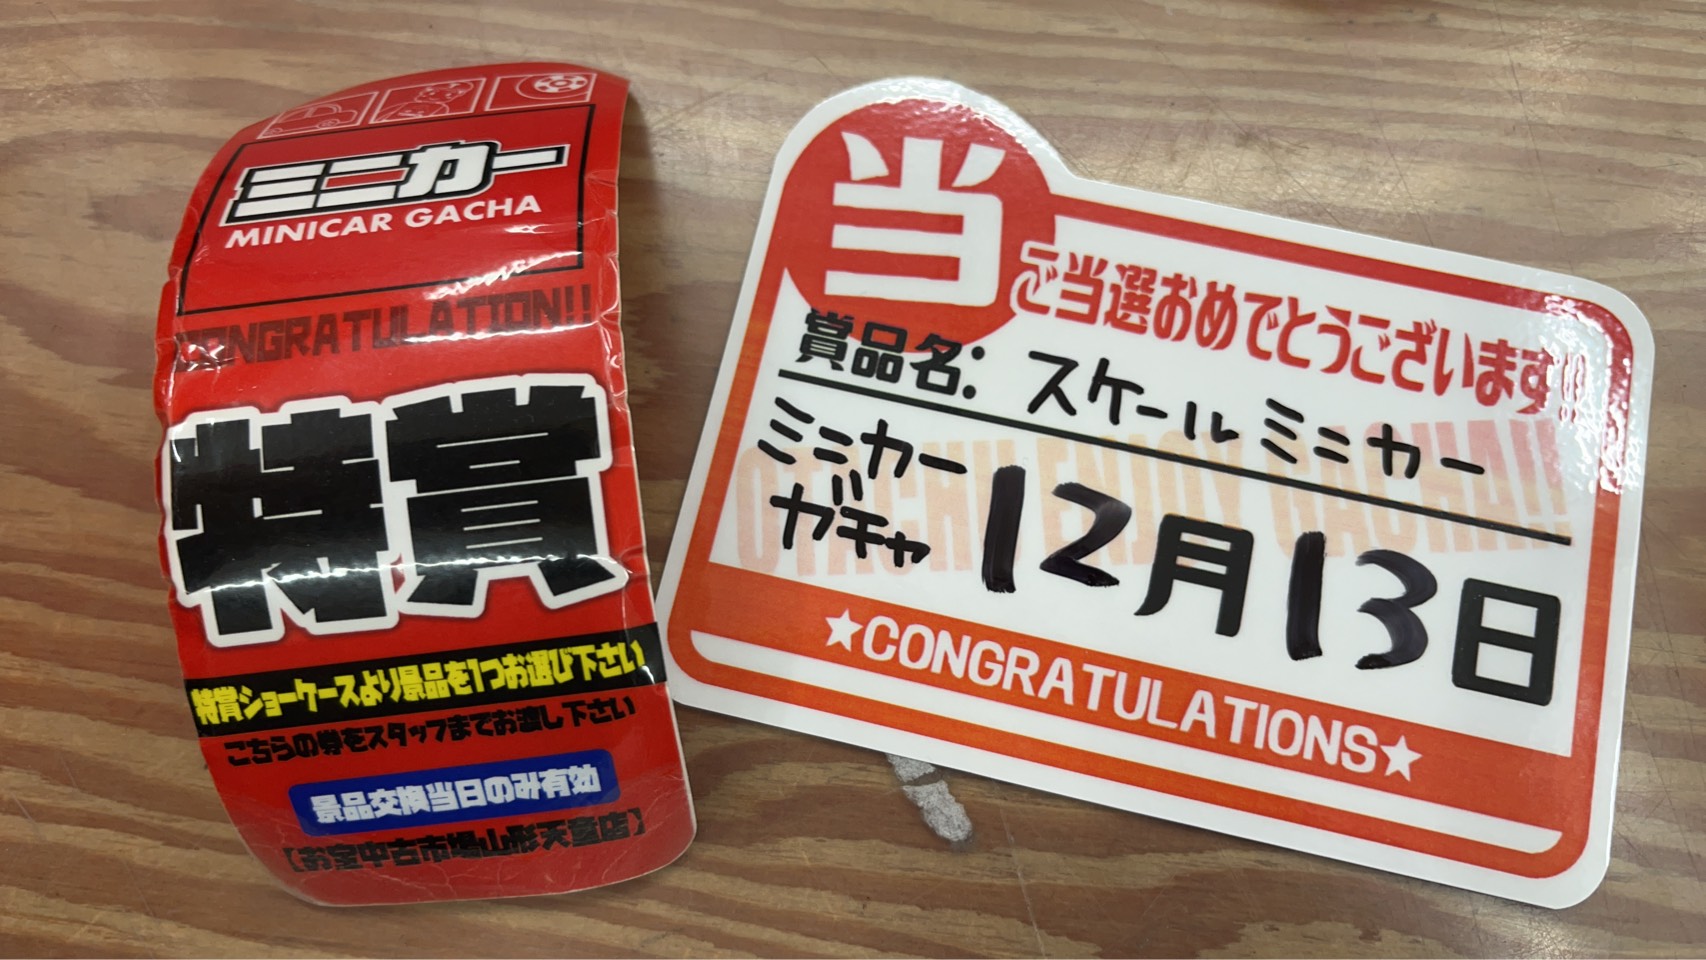 ミニカー
MINICAR GACHA
CONGRATULATION!!
特賞
特賞ショーケースより景品を1つお選び下さい
こちらの券をスタッフまでお渡し下さい
景品交換当日のみ有効
【お宝中古市場山形天童店】
当
ご当選おめでとうございます!!
賞品名: スケールミニカー
ミニカー
ガチャ
12月13日
OTACHU ENJOY GACHA!!
★CONGRATULATIONS★